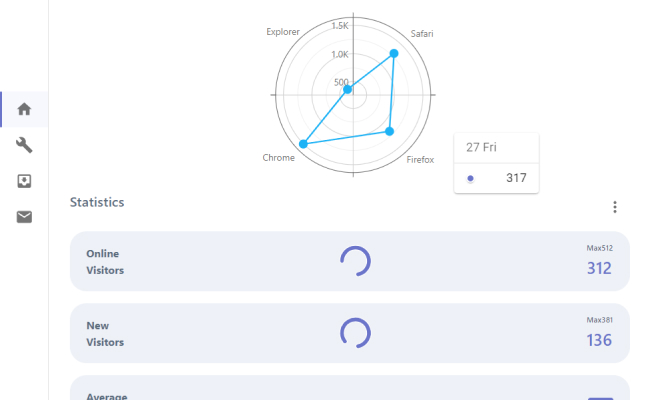 1.5K
Explorer
Safari
1.0K
500
27 Fri
Chrome
Firefox
317
Statistics
Online
Visitors
Max512
312
New
Visitors
Max381
136
Average